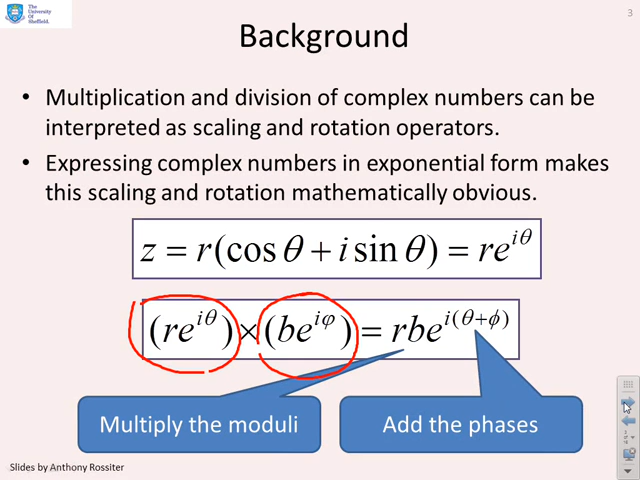 The
University
Of
Sheffield.
3
Background
• Multiplication and division of complex numbers can be
interpreted as scaling and rotation operators.
• Expressing complex numbers in exponential form makes
this scaling and rotation mathematically obvious.
z = r(cos θ + i sin θ) = re^{iθ}
(re^{iθ}) × (be^{iφ}) = rbe^{i(θ+ϕ)}
Multiply the moduli
Add the phases
Slides by Anthony Rossiter